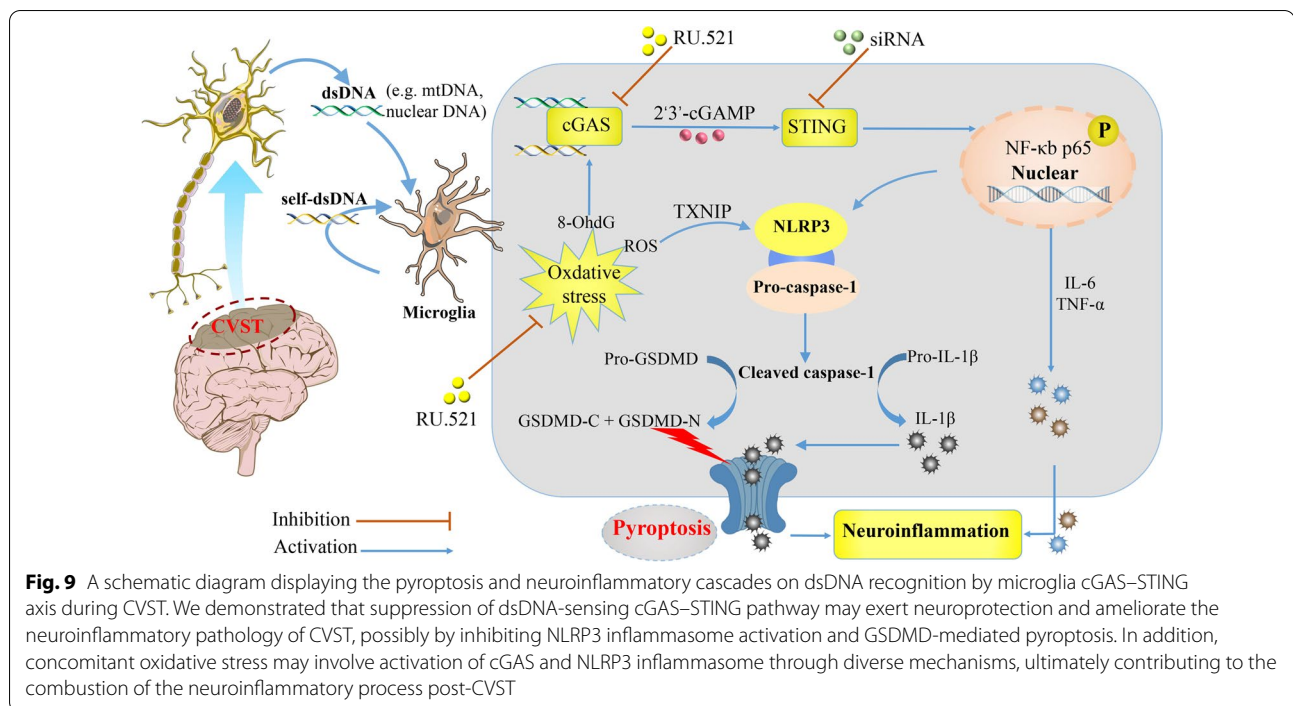 RU.521
siRNA
dsDNA (e.g. mtDNA,
nuclear DNA)
cGAS
2'3'-cGAMP
STING
P
NF-κb p65
Nuclear
self-dsDNA
8-OhdG
ROS
TXNIP
NLRP3
Oxdative
stress
Pro-caspase-1
Microglia
CVST
IL-6
TNF-α
Pro-GSDMD
Cleaved caspase-1
Pro-IL-1β
RU.521
GSDMD-C + GSDMD-N
IL-1β
Inhibition
Activation
Pyroptosis
Neuroinflammation
Fig. 9 A schematic diagram displaying the pyroptosis and neuroinflammatory cascades on dsDNA recognition by microglia cGAS–STING
axis during CVST. We demonstrated that suppression of dsDNA-sensing cGAS–STING pathway may exert neuroprotection and ameliorate the
neuroinflammatory pathology of CVST, possibly by inhibiting NLRP3 inflammasome activation and GSDMD-mediated pyroptosis. In addition,
concomitant oxidative stress may involve activation of cGAS and NLRP3 inflammasome through diverse mechanisms, ultimately contributing to the
combustion of the neuroinflammatory process post-CVST